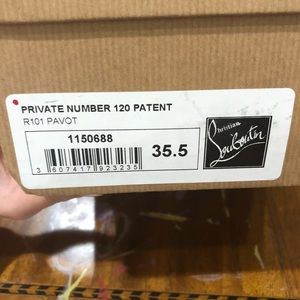 PRIVATE NUMBER 120 PATENT
R101 PAVOT
1150688
3 607417 923235
35.5
Christian
Louboutin